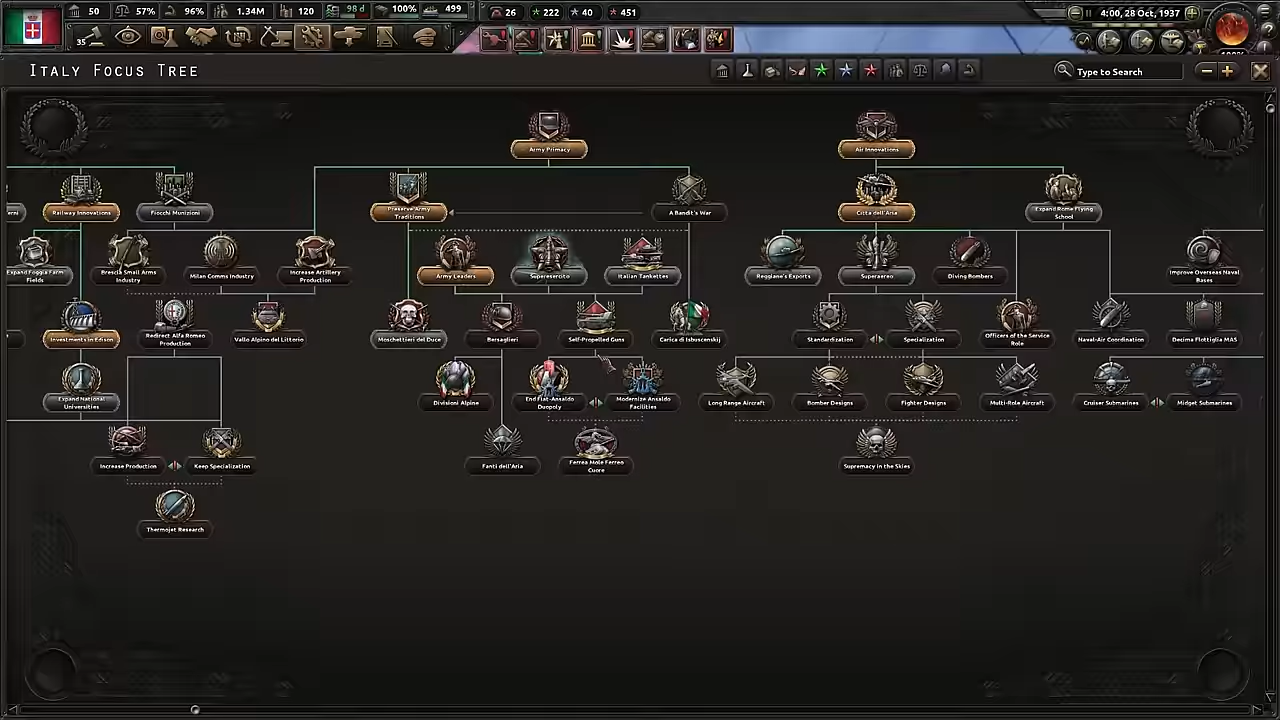 50 57% 96% 1.34M 120 98 d 100% 499 26 222 40 451 4:00, 28 Oct, 1937
35
100%
Italy Focus Tree
Type to Search
Army Primacy
Air Innovations
Railway Innovations
Fiocchi Munizioni
Preserve Army
Traditions
A Bandit's War
Citta dell'Aria
Expand Rome Flying
School
Expand Foggia Farm
Fields
Brescia Small Arms
Industry
Milan Comms Industry
Increase Artillery
Production
Army Leaders
Superesercito
Italian Tankettes
Reggiane's Exports
Superaereo
Diving Bombers
Improve Overseas Naval
Bases
Investments in Edison
Redirect Alfa Romeo
Production
Vallo Alpino del Littorio
Moschettieri del Duce
Bersaglieri
Self-Propelled Guns
Carica di Isbuscenskij
Standardization
Specialization
Officers of the Service
Role
Naval-Air Coordination
Decima Flottiglia MAS
Expand National
Universities
Divisioni Alpine
End Fiat-Ansaldo
Duopoly
Modernize Ansaldo
Facilities
Long Range Aircraft
Bomber Designs
Fighter Designs
Multi-Role Aircraft
Cruiser Submarines
Midget Submarines
Increase Production
Keep Specialization
Fanti dell'Aria
Ferrea Mole Ferreo
Cuore
Supremacy in the Skies
Thermojet Research